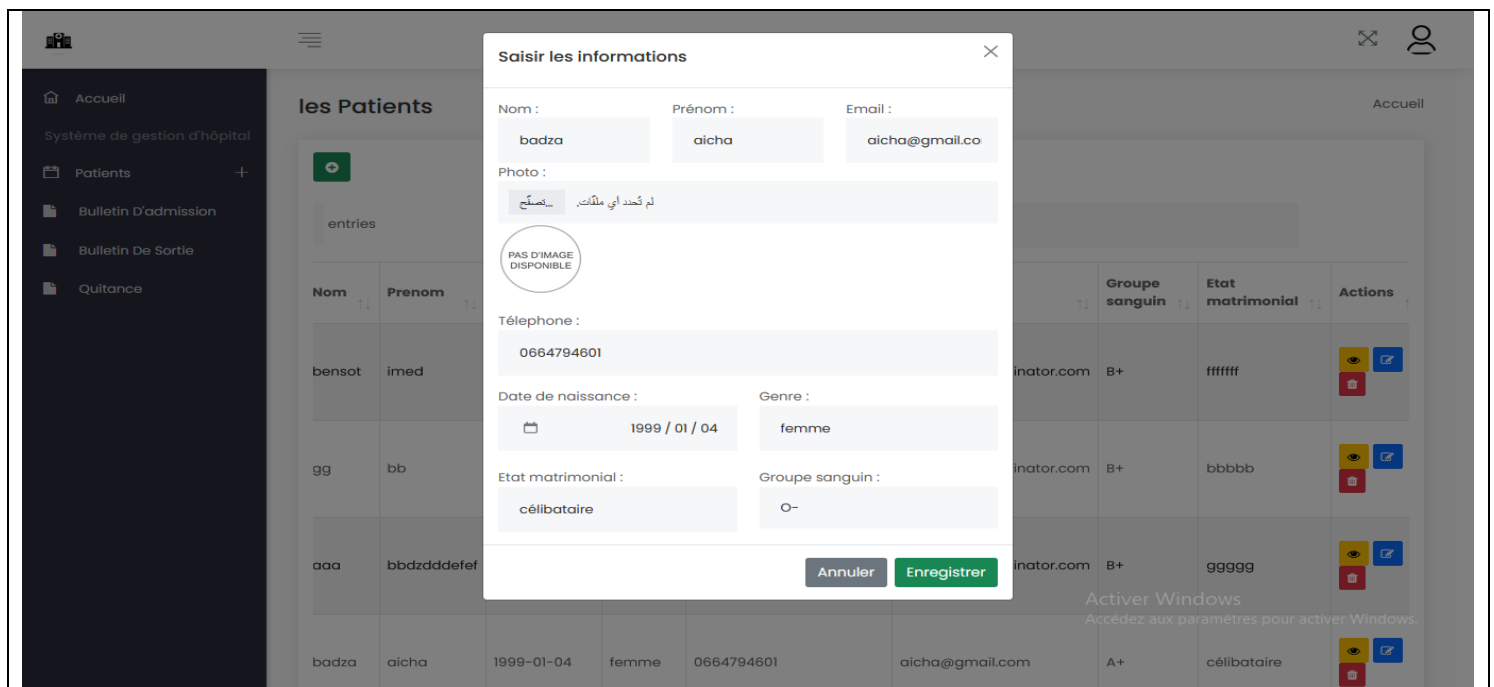 Accueil
Système de gestion d'hôpital
Patients
Bulletin D'admission
Bulletin De Sortie
Quitance
les Patients
Accueil
entries
Saisir les informations
Nom :
Prénom :
Email :
badza
aicha
aicha@gmail.co
Photo :
تصفّح... لم تُحدد أي ملفّات.
PAS D'IMAGE
DISPONIBLE
Télephone :
0664794601
Date de naissance :
Genre :
1999 / 01 / 04
femme
Etat matrimonial :
Groupe sanguin :
célibataire
O-
Annuler
Enregistrer
Nom
Prenom
Groupe sanguin
Etat matrimonial
Actions
bensot imed inator.com B+ fffffff
gg bb inator.com B+ bbbbb
aaa bbdzdddefef inator.com B+ ggggg
badza aicha 1999-01-04 femme 0664794601 aicha@gmail.com A+ célibataire
Activer Windows
Accédez aux paramètres pour activer Windows.